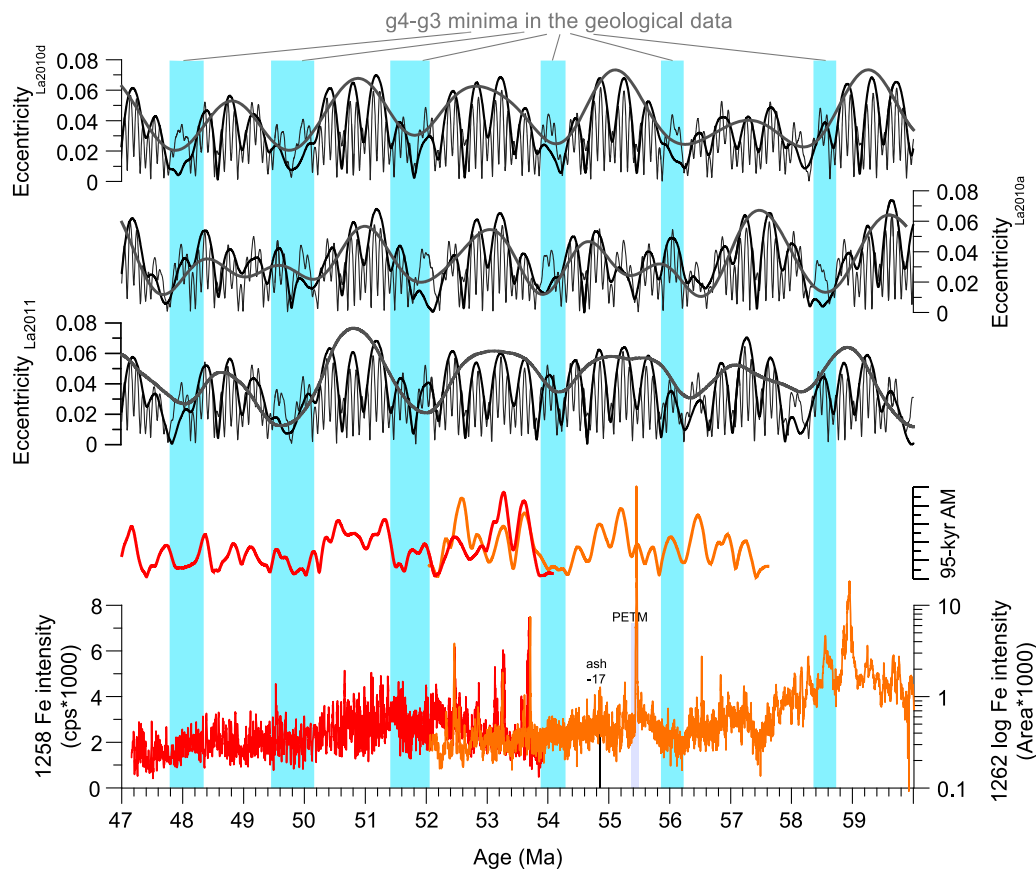 g4-g3 minima in the geological data
Eccentricity La2010d
0.08
0.06
0.04
0.02
0
Eccentricity La2010a
0.08
0.06
0.04
0.02
0
Eccentricity La2011
0.08
0.06
0.04
0.02
0
95-kyr AM
1258 Fe intensity
(cps*1000)
8
6
4
2
0
PETM
ash
-17
10
1
0.1
1262 log Fe intensity
(Area*1000)
47 48 49 50 51 52 53 54 55 56 57 58 59
Age (Ma)